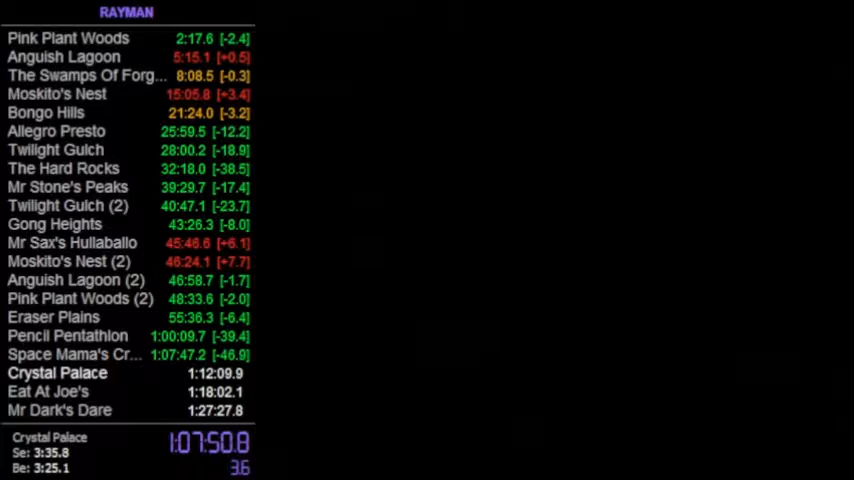 RAYMAN
Pink Plant Woods 2:17.6 [-2.4]
Anguish Lagoon 5:15.1 [+0.5]
The Swamps Of Forg... 8:08.5 [-0.3]
Moskito's Nest 15:05.8 [+3.4]
Bongo Hills 21:24.0 [-3.2]
Allegro Presto 25:59.5 [-12.2]
Twilight Gulch 28:00.2 [-18.9]
The Hard Rocks 32:18.0 [-38.5]
Mr Stone's Peaks 39:29.7 [-17.4]
Twilight Gulch (2) 40:47.1 [-23.7]
Gong Heights 43:26.3 [-8.0]
Mr Sax's Hullaballo 45:46.6 [+6.1]
Moskito's Nest (2) 46:24.1 [+7.7]
Anguish Lagoon (2) 46:58.7 [-1.7]
Pink Plant Woods (2) 48:33.6 [-2.0]
Eraser Plains 55:36.3 [-6.4]
Pencil Pentathlon 1:00:09.7 [-39.4]
Space Mama's Cr... 1:07:47.2 [-46.9]
Crystal Palace 1:12:09.9
Eat At Joe's 1:18:02.1
Mr Dark's Dare 1:27:27.8
Crystal Palace 1:07:50.8
Se: 3:35.8
Be: 3:25.1 3.6